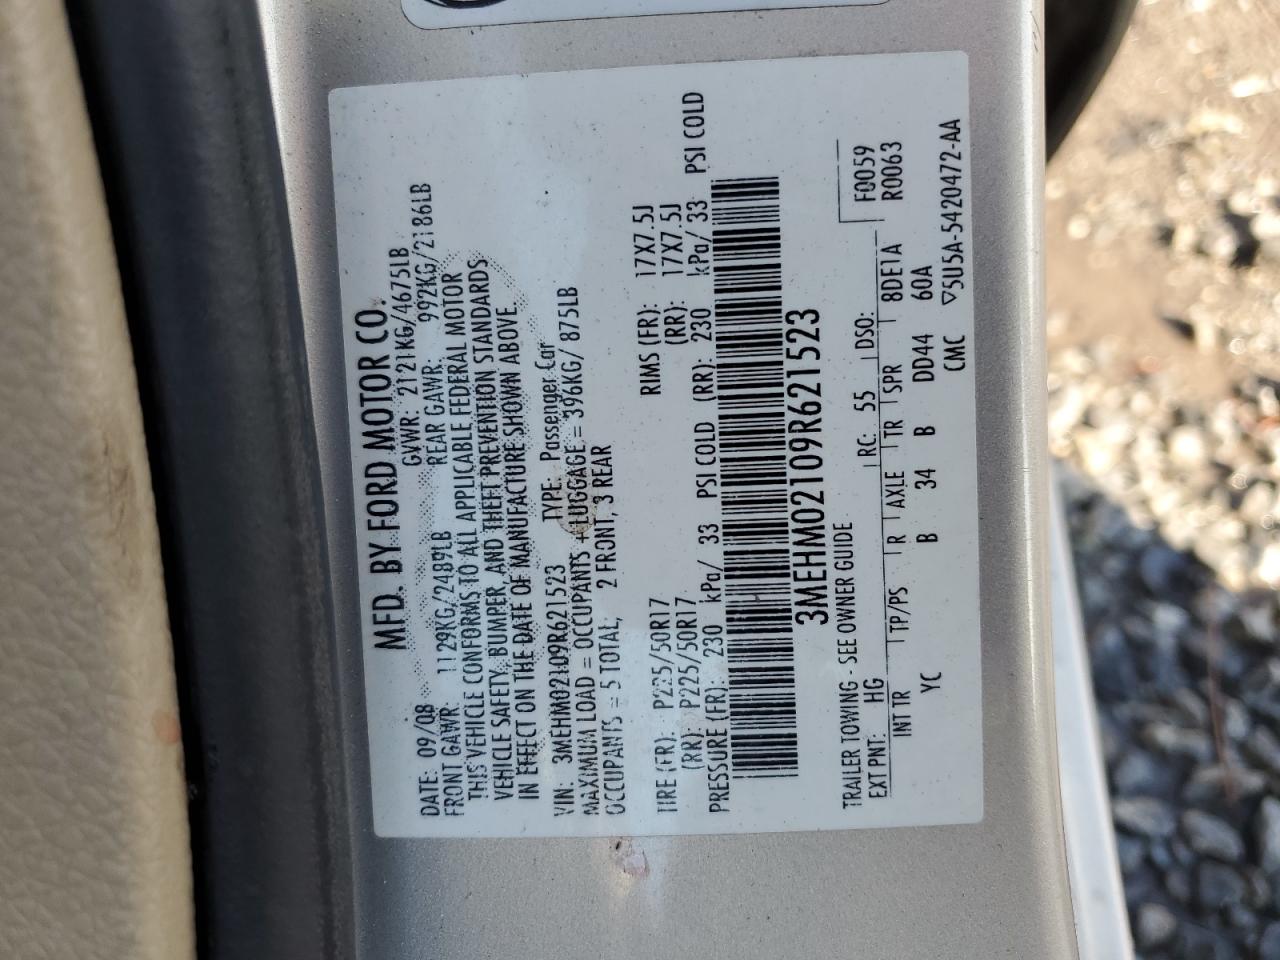 MFD. BY FORD MOTOR CO.
DATE: 09/08 GVWR: 2121KG/4675LB
FRONT GAWR: 1129KG/2489LB REAR GAWR: 992KG/2186LB
THIS VEHICLE CONFORMS TO ALL APPLICABLE FEDERAL MOTOR
VEHICLE SAFETY, BUMPER, AND THEFT PREVENTION STANDARDS
IN EFFECT ON THE DATE OF MANUFACTURE SHOWN ABOVE.
VIN: 3MEHM02109R621523 TYPE: Passenger Car
MAXIMUM LOAD = OCCUPANTS + LUGGAGE = 396KG/ 875LB
OCCUPANTS = 5 TOTAL, 2 FRONT, 3 REAR
TIRE (FR): P225/50R17 RIMS (FR): 17X7.5J
(RR): P225/50R17 (RR): 17X7.5J
PRESSURE (FR): 230 kPa/ 33 PSI COLD (RR): 230 kPa/ 33 PSI COLD
3MEHM02109R621523
TRAILER TOWING - SEE OWNER GUIDE F0059
EXT PNT: HG RC: 55 DSO: R0063
INT TR TP/PS R AXLE TR SPR 8DE1A
YC B 34 B DD44 60A
CMC ▽5U5A-5420472-AA